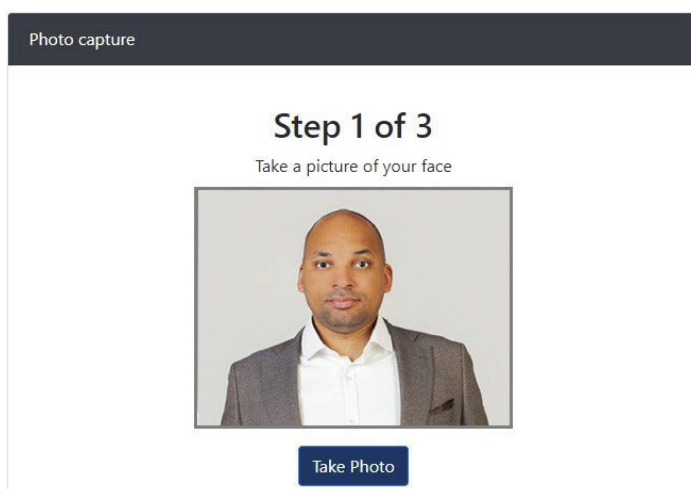 Photo capture
Step 1 of 3
Take a picture of your face
Take Photo